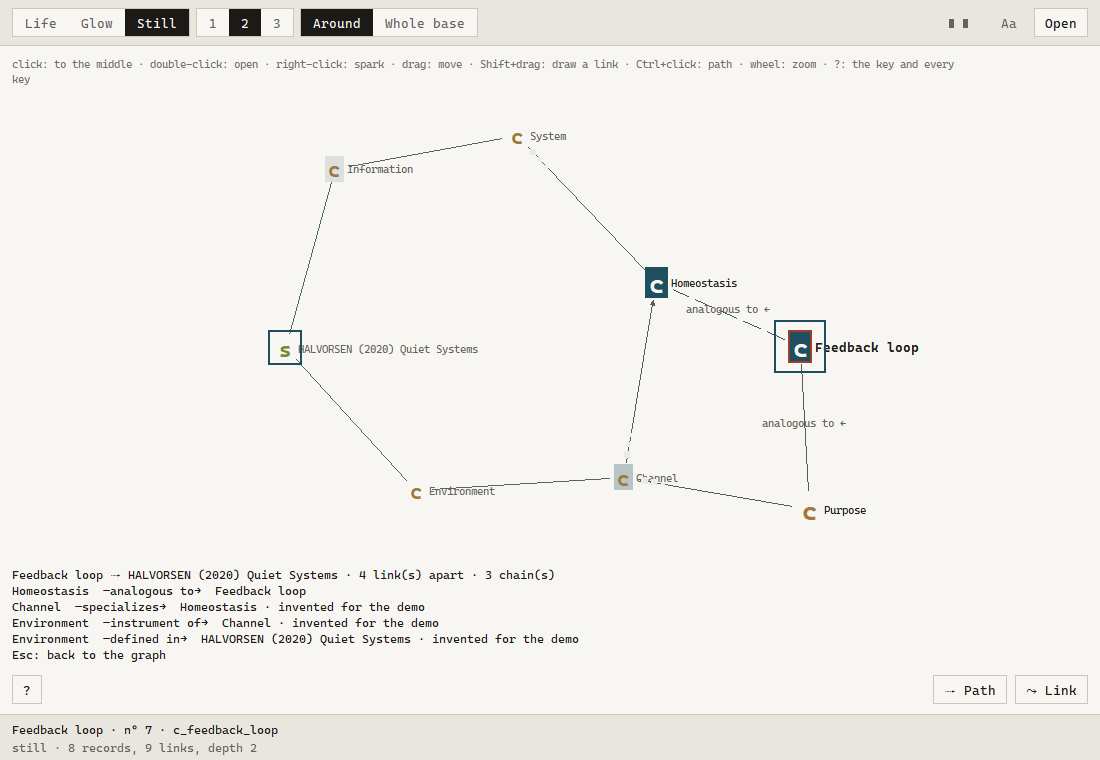 Life Glow Still 1 2 3 Around Whole base Aa Open
click: to the middle · double-click: open · right-click: spark · drag: move · Shift+drag: draw a link · Ctrl+click: path · wheel: zoom · ?: the key and every
key
C System
C Information
C Homeostasis
analogous to ←
C Feedback loop
S HALVORSEN (2020) Quiet Systems
analogous to ←
C Channel
C Environment
C Purpose
Feedback loop → HALVORSEN (2020) Quiet Systems · 4 link(s) apart · 3 chain(s)
Homeostasis —analogous to→ Feedback loop
Channel —specializes→ Homeostasis · invented for the demo
Environment —instrument of→ Channel · invented for the demo
Environment —defined in→ HALVORSEN (2020) Quiet Systems · invented for the demo
Esc: back to the graph
? → Path ⤳ Link
Feedback loop · nº 7 · c_feedback_loop
still · 8 records, 9 links, depth 2